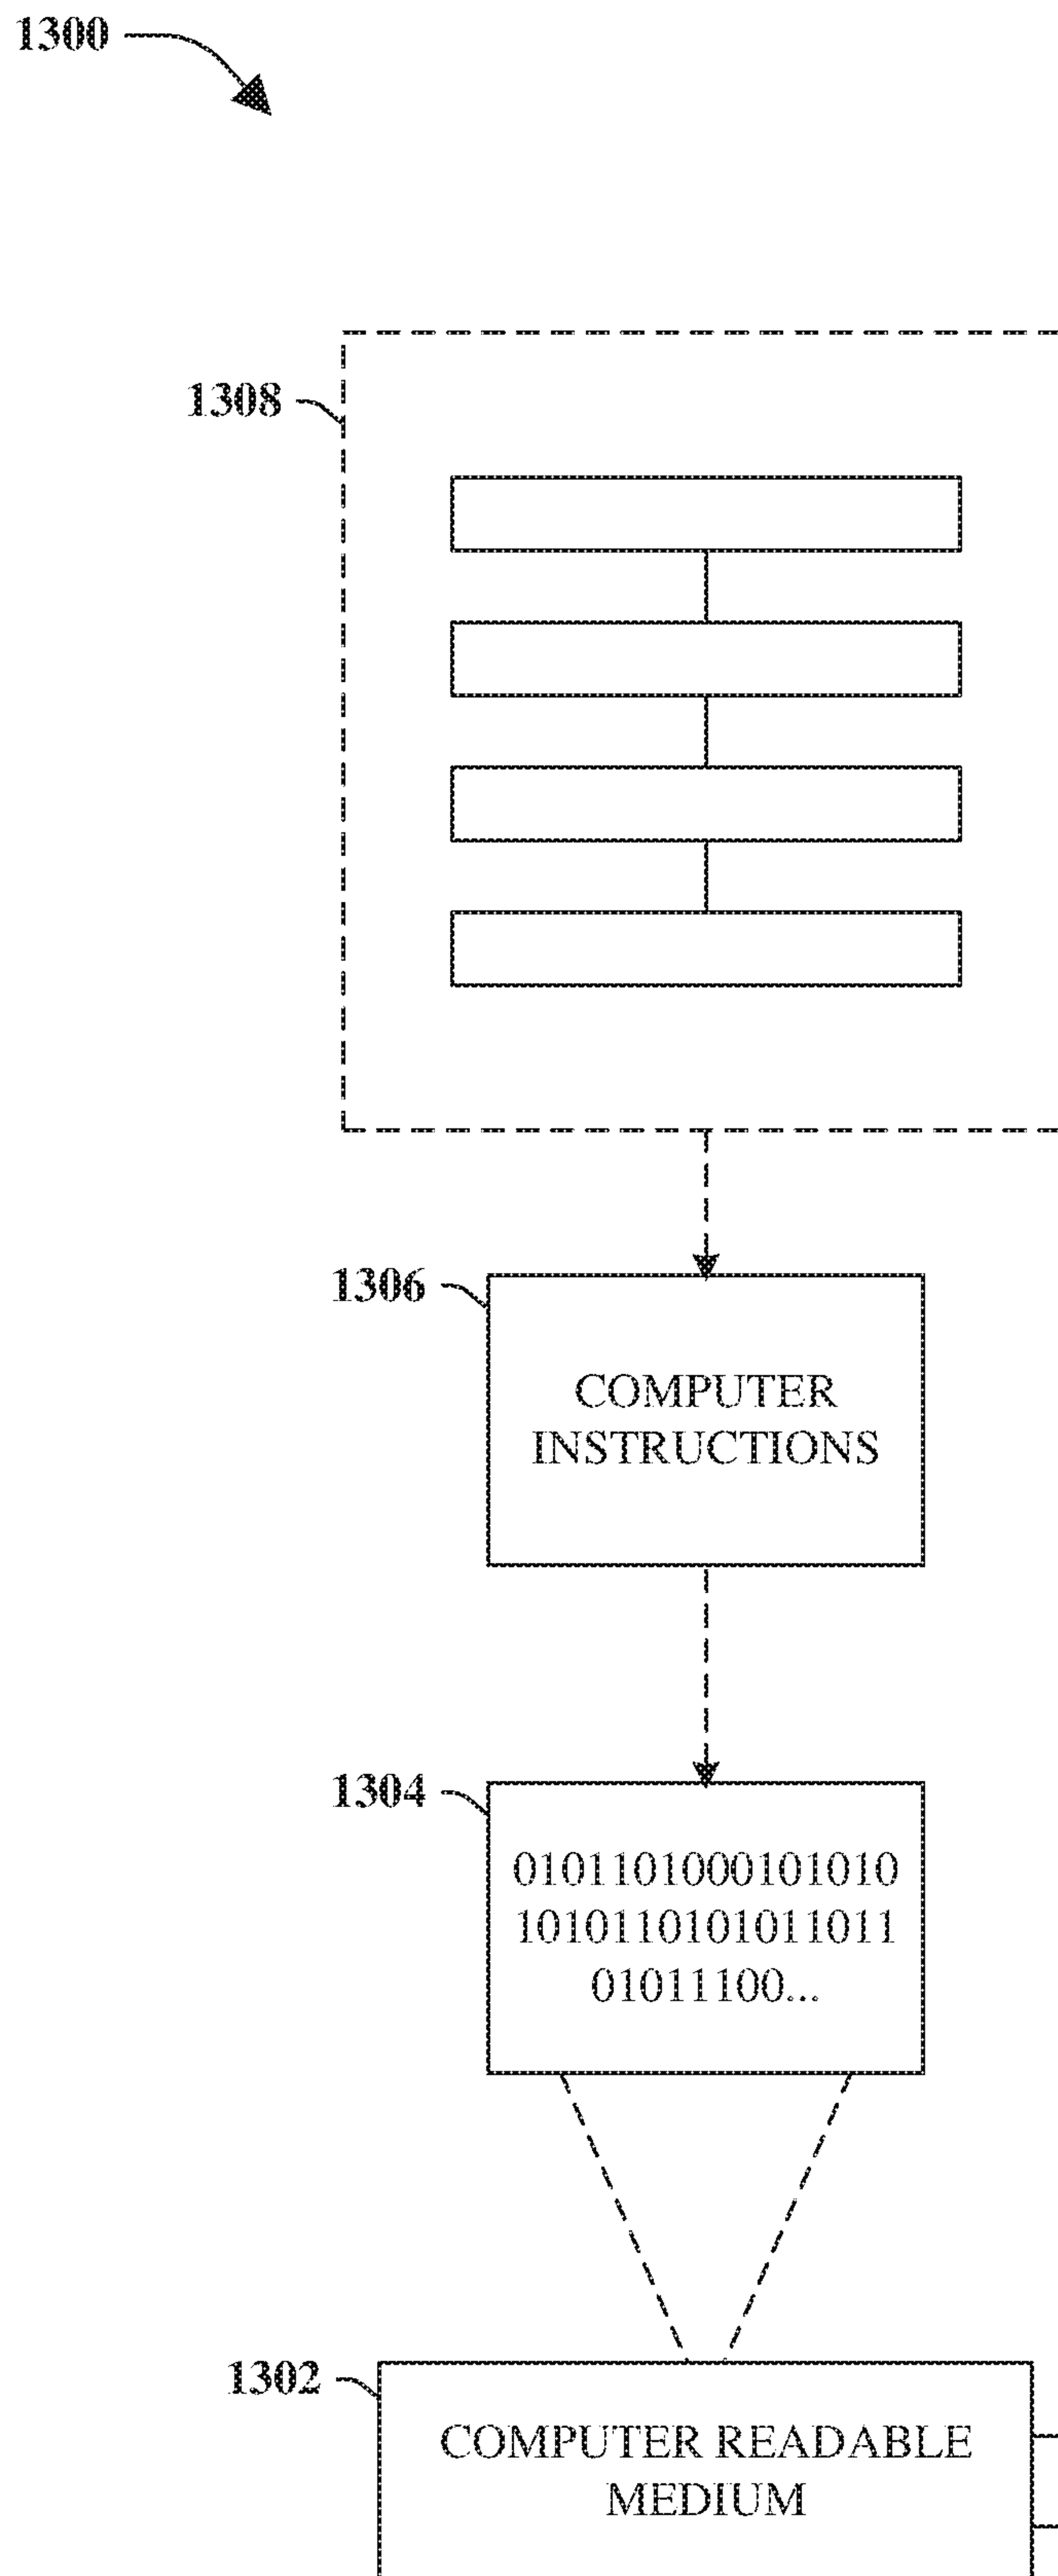 1300
1308
1306
COMPUTER
INSTRUCTIONS
1304
0101101000101010
1010110101011011
01011100...
1302
COMPUTER READABLE
MEDIUM